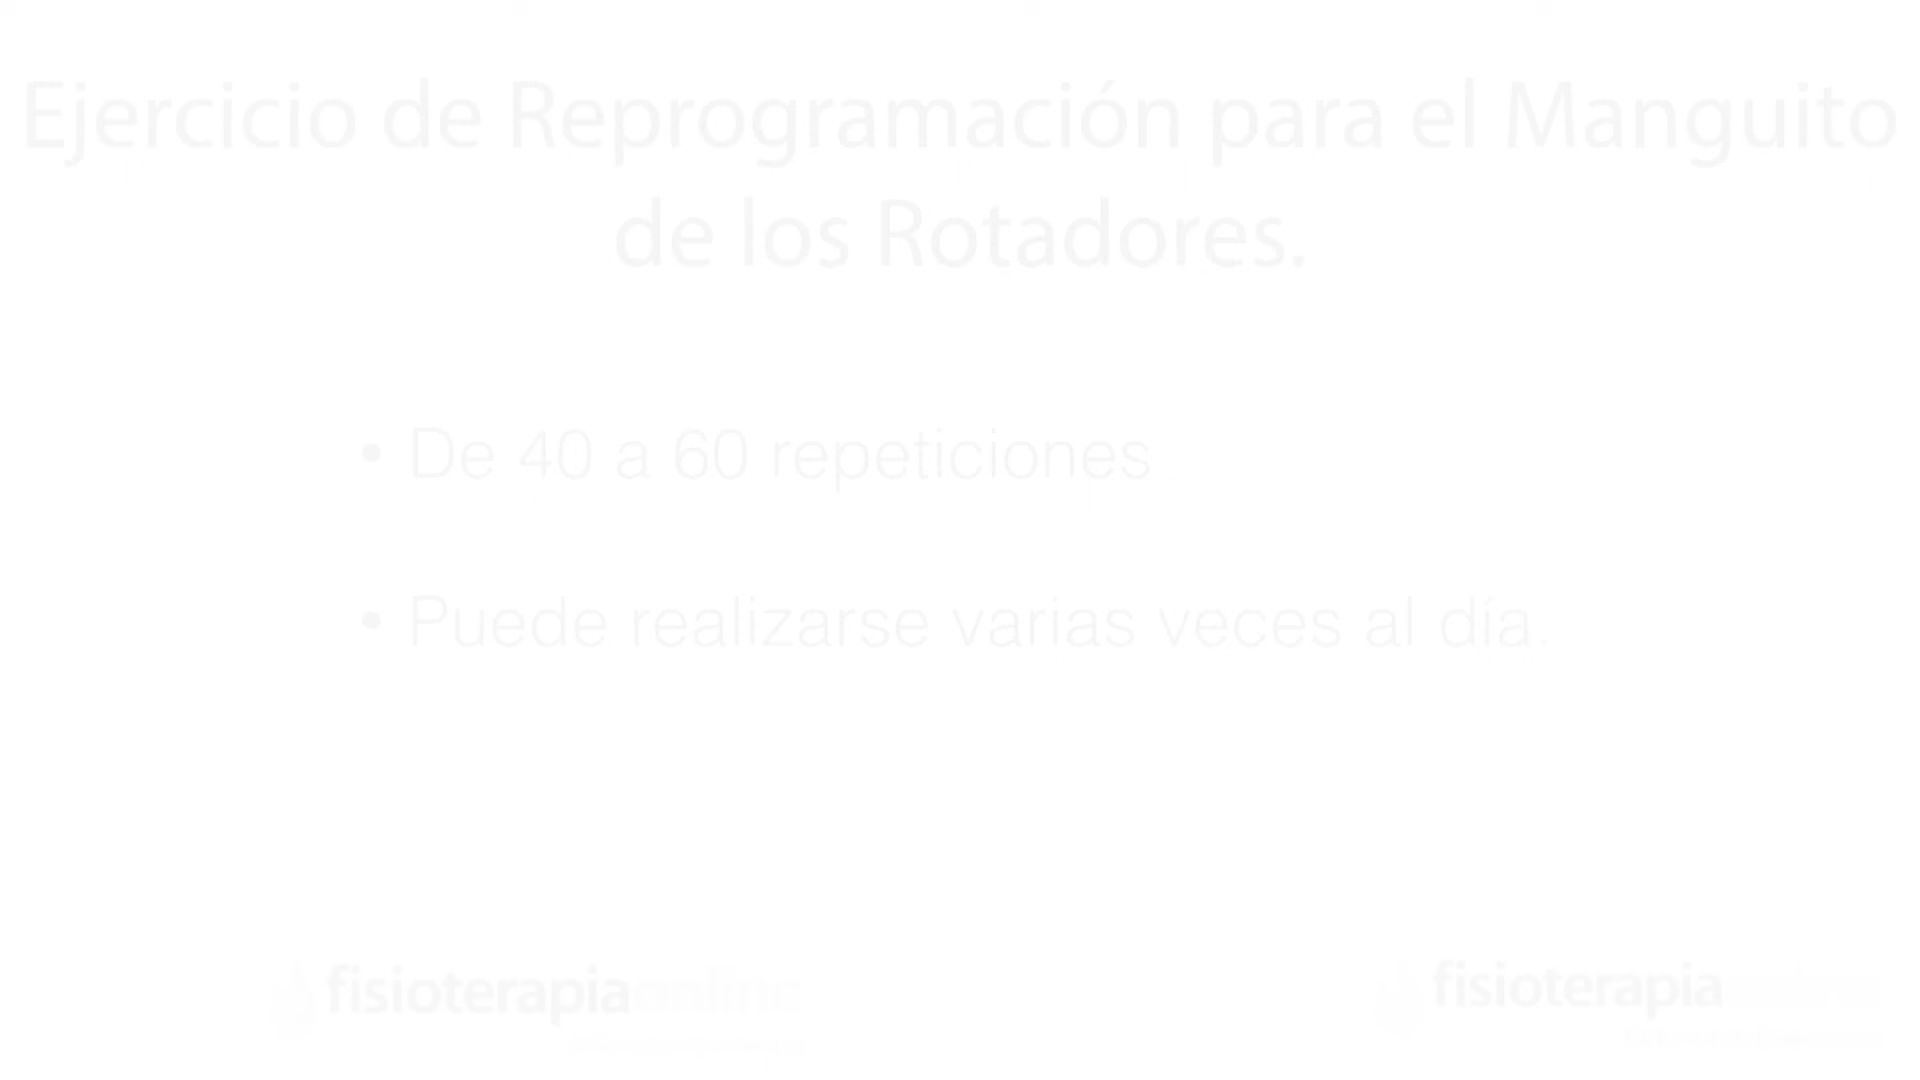 Ejercicio de Reprogramación para el Manguito
de los Rotadores.
• De 40 a 60 repeticiones
• Puede realizarse varias veces al día.
fisioterapiaonline
fisioterapia